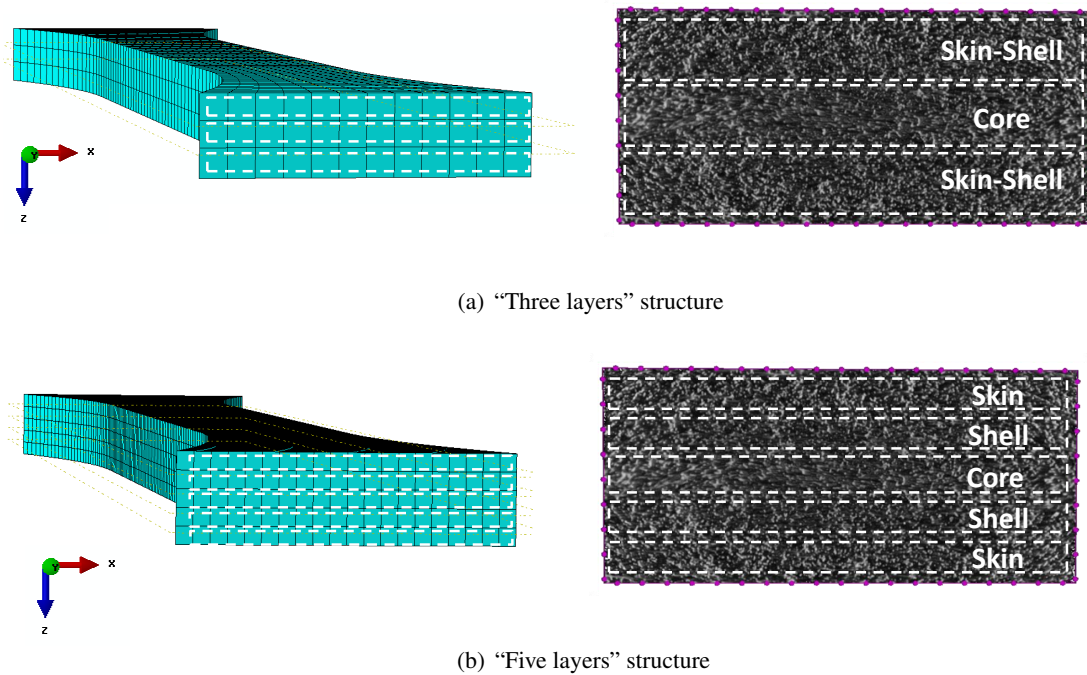 Skin-Shell
Core
Skin-Shell
Y
X
Z
(a) “Three layers” structure
Skin
Shell
Core
Shell
Skin
Y
X
Z
(b) “Five layers” structure